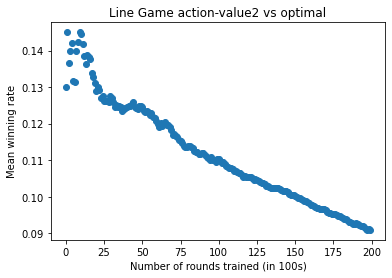 Line Game action-value2 vs optimal
Mean winning rate
0.14
0.13
0.12
0.11
0.10
0.09
0 25 50 75 100 125 150 175 200
Number of rounds trained (in 100s)